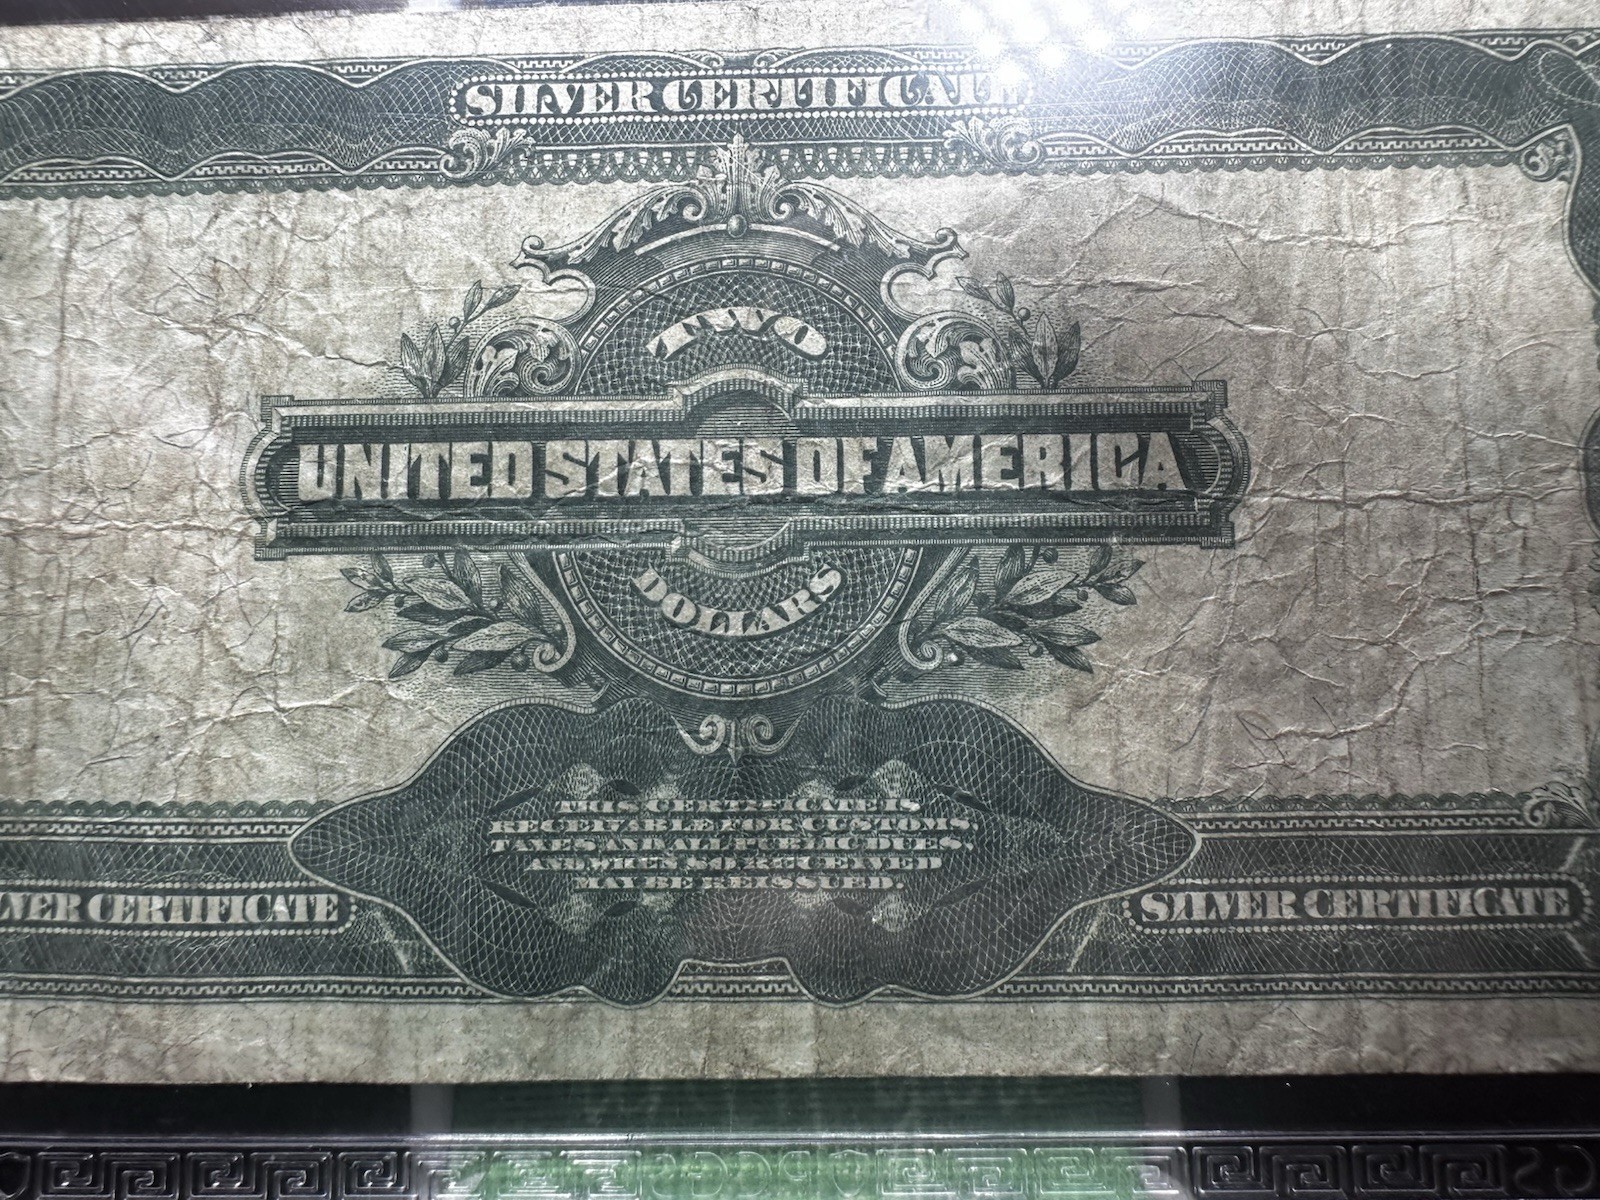 SILVER CERTIFICATE
TWO
UNITED STATES OF AMERICA
DOLLARS
THIS CERTIFICATE IS
RECEIVABLE FOR CUSTOMS,
TAXES AND ALL PUBLIC DUES,
AND WHEN SO RECEIVED
MAY BE REISSUED.
VER CERTIFICATE
SILVER CERTIFICATE